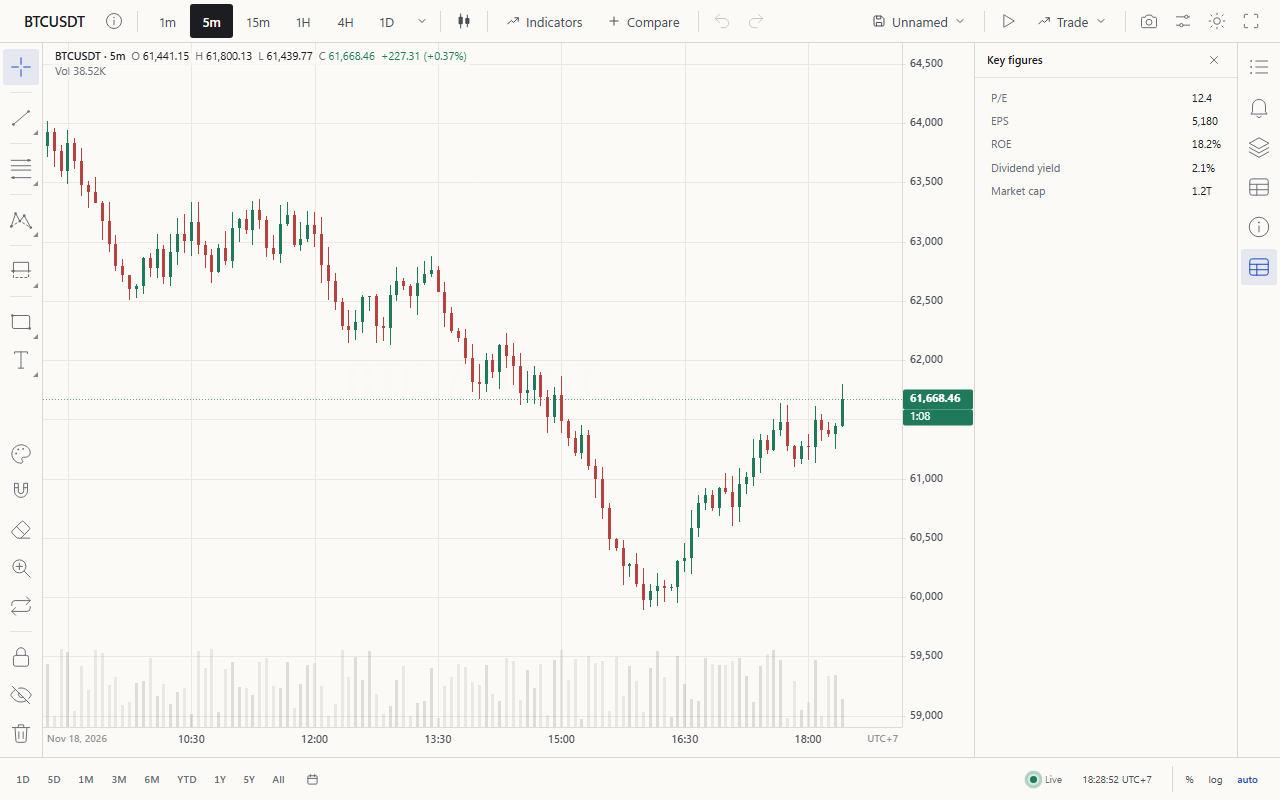 BTCUSDT 1m 5m 15m 1H 4H 1D Indicators Compare Unnamed Trade
BTCUSDT · 5m O 61,441.15 H 61,800.13 L 61,439.77 C 61,668.46 +227.31 (+0.37%)
Vol 38.52K
64,500
64,000
63,500
63,000
62,500
62,000
61,668.46
1:08
61,000
60,500
60,000
59,500
59,000
Nov 18, 2026 10:30 12:00 13:30 15:00 16:30 18:00 UTC+7
Key figures
P/E 12.4
EPS 5,180
ROE 18.2%
Dividend yield 2.1%
Market cap 1.2T
1D 5D 1M 3M 6M YTD 1Y 5Y All Live 18:28:52 UTC+7 % log auto